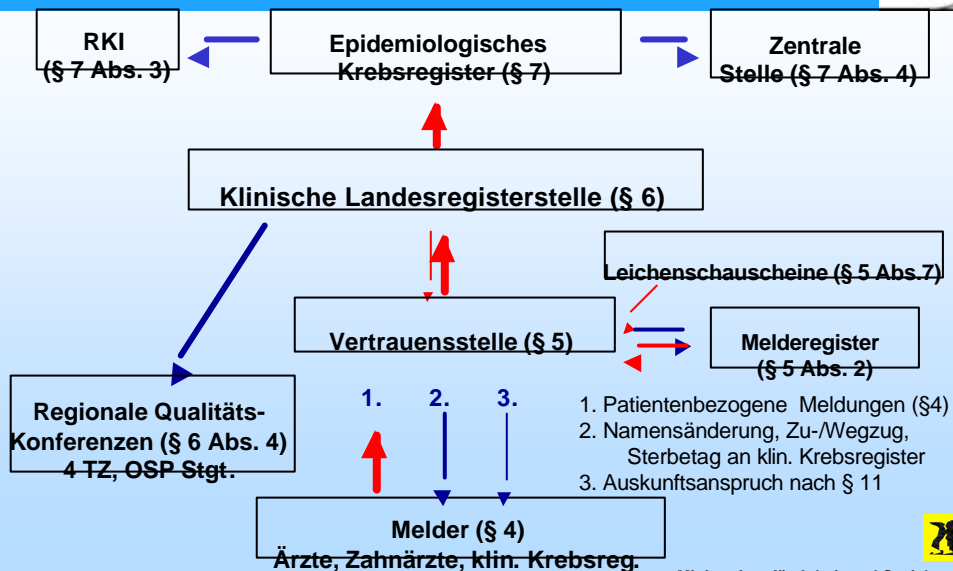 RKI
(§ 7 Abs. 3)
Epidemiologisches
Krebsregister (§ 7)
Zentrale
Stelle (§ 7 Abs. 4)
Klinische Landesregisterstelle (§ 6)
Leichenschauscheine (§ 5 Abs.7)
Vertrauensstelle (§ 5)
Melderegister
(§ 5 Abs. 2)
Regionale Qualitäts-
Konferenzen (§ 6 Abs. 4)
4 TZ, OSP Stgt.
1. 2. 3.
1. Patientenbezogene Meldungen (§4)
2. Namensänderung, Zu-/Wegzug,
Sterbetag an klin. Krebsregister
3. Auskunftsanspruch nach § 11
Melder (§ 4)
Ärzte, Zahnärzte, klin. Krebsreg.